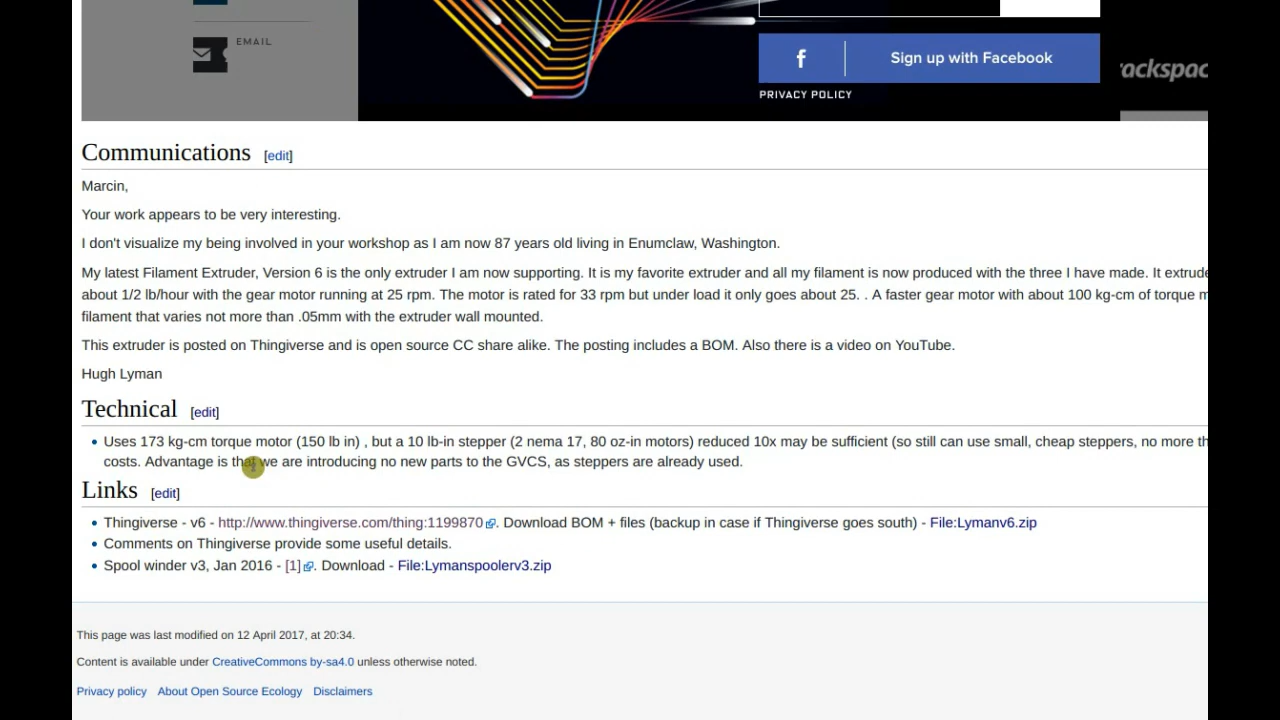 EMAIL
Sign up with Facebook
PRIVACY POLICY
Communications [edit]
Marcin,
Your work appears to be very interesting.
I don't visualize my being involved in your workshop as I am now 87 years old living in Enumclaw, Washington.
My latest Filament Extruder, Version 6 is the only extruder I am now supporting. It is my favorite extruder and all my filament is now produced with the three I have made. It
about 1/2 lb/hour with the gear motor running at 25 rpm. The motor is rated for 33 rpm but under load it only goes about 25. . A faster gear motor with about 100 kg-cm of torque
filament that varies not more than .05mm with the extruder wall mounted.
This extruder is posted on Thingiverse and is open source CC share alike. The posting includes a BOM. Also there is a video on YouTube.
Hugh Lyman
Technical [edit]
Uses 173 kg-cm torque motor (150 lb in) , but a 10 lb-in stepper (2 nema 17, 80 oz-in motors) reduced 10x may be sufficient (so still can use small, cheap steppers, no more
costs. Advantage is that we are introducing no new parts to the GVCS, as steppers are already used.
Links [edit]
Thingiverse - v6 - http://www.thingiverse.com/thing:1199870. Download BOM + files (backup in case if Thingiverse goes south) - File:Lymanv6.zip
Comments on Thingiverse provide some useful details.
Spool winder v3, Jan 2016 - [1]. Download - File:Lymanspoolerv3.zip
This page was last modified on 12 April 2017, at 20:34.
Content is available under CreativeCommons by-sa4.0 unless otherwise noted.
Privacy policy About Open Source Ecology Disclaimers